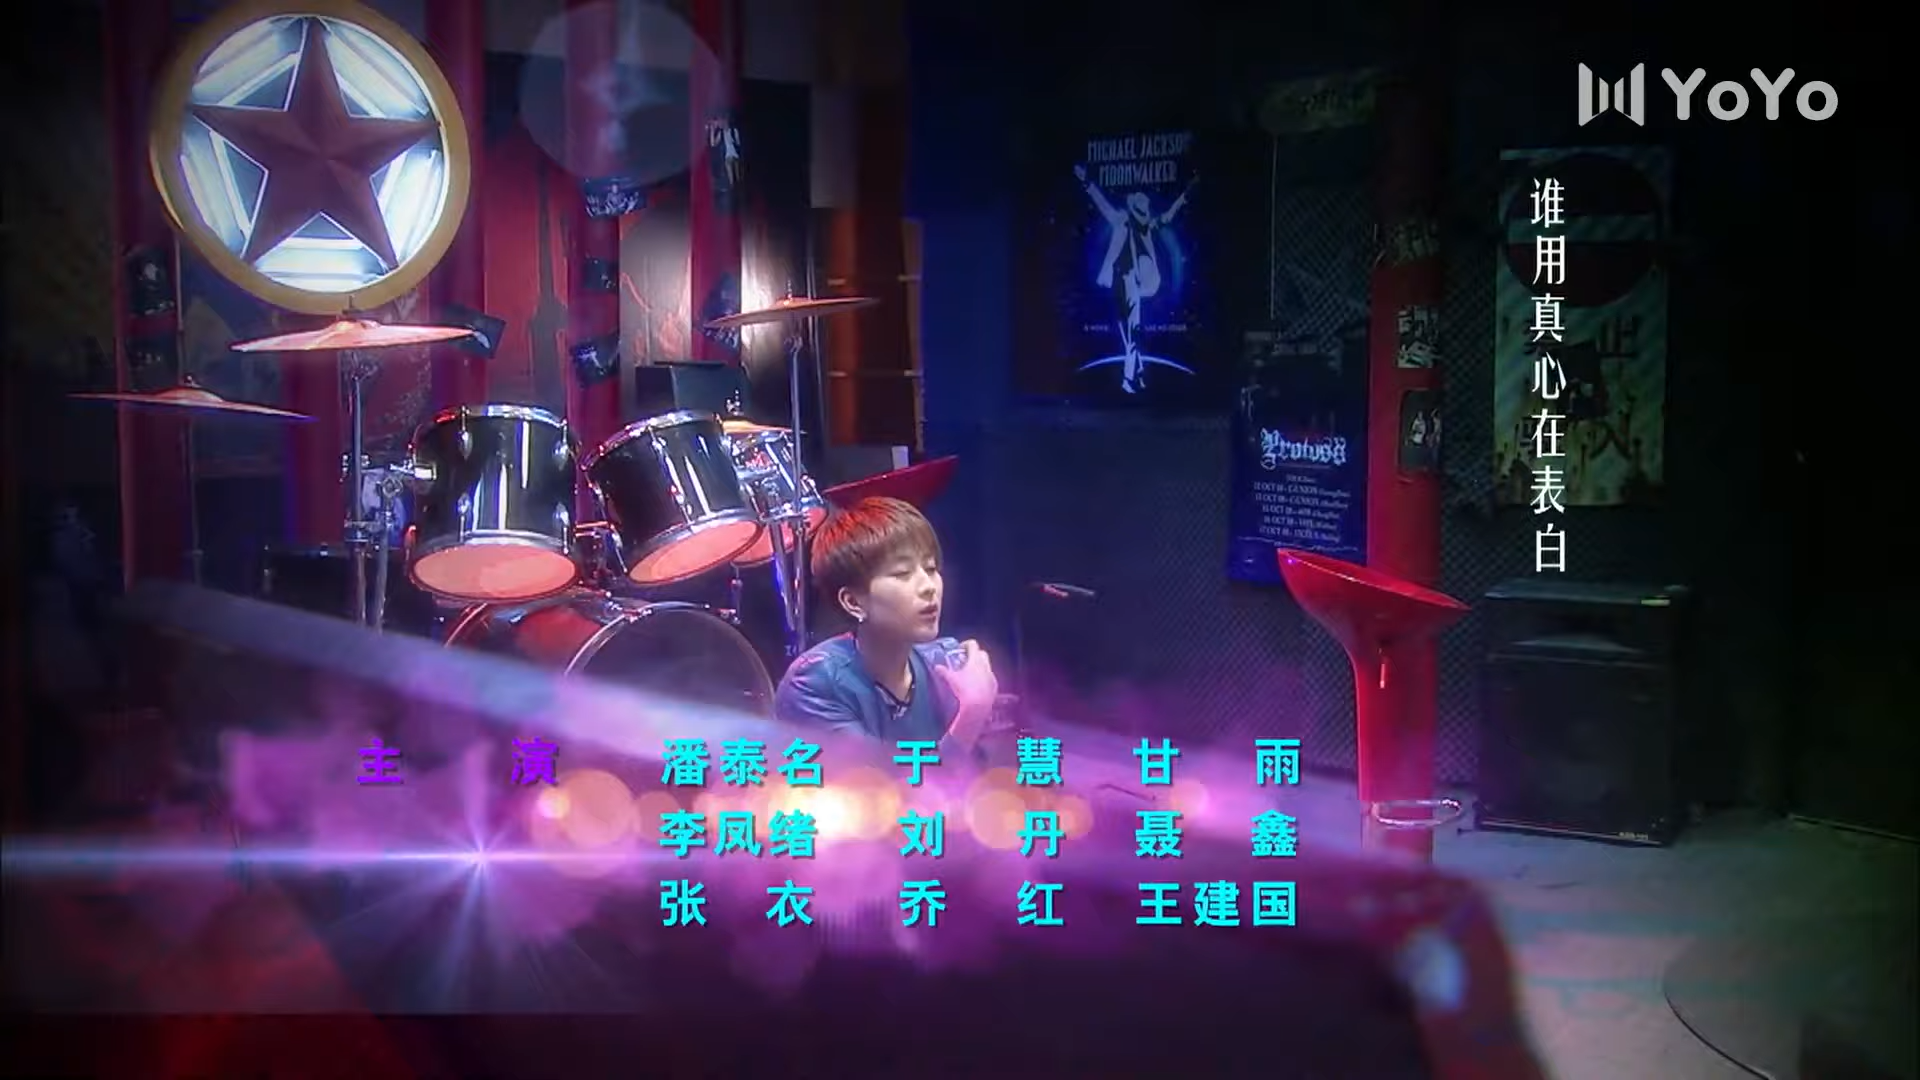 YoYo
MICHAEL JACKSON
MOONWALKER
谁用真心在表白
Protoss
主演 潘泰名 于慧 甘雨
李凤绪 刘丹 聂鑫
张衣 乔红 王建国